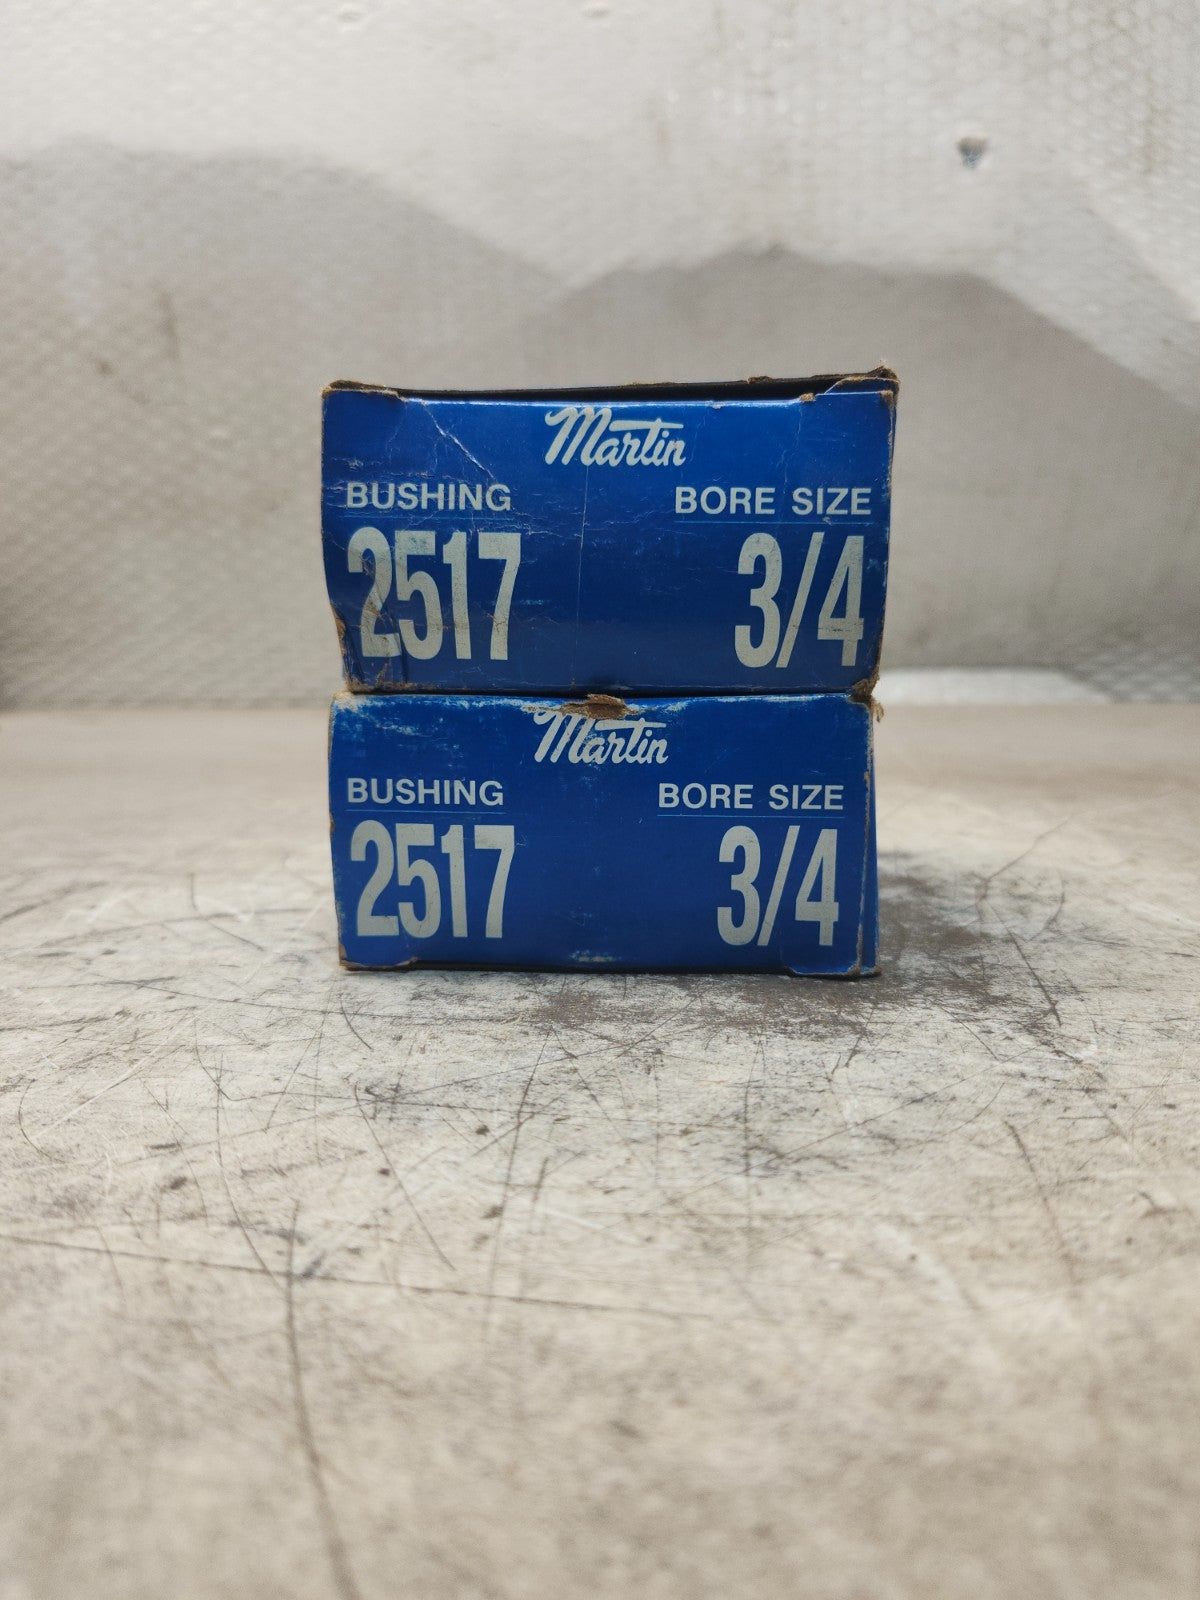 Martin
BUSHING BORE SIZE
2517 3/4
Martin
BUSHING BORE SIZE
2517 3/4